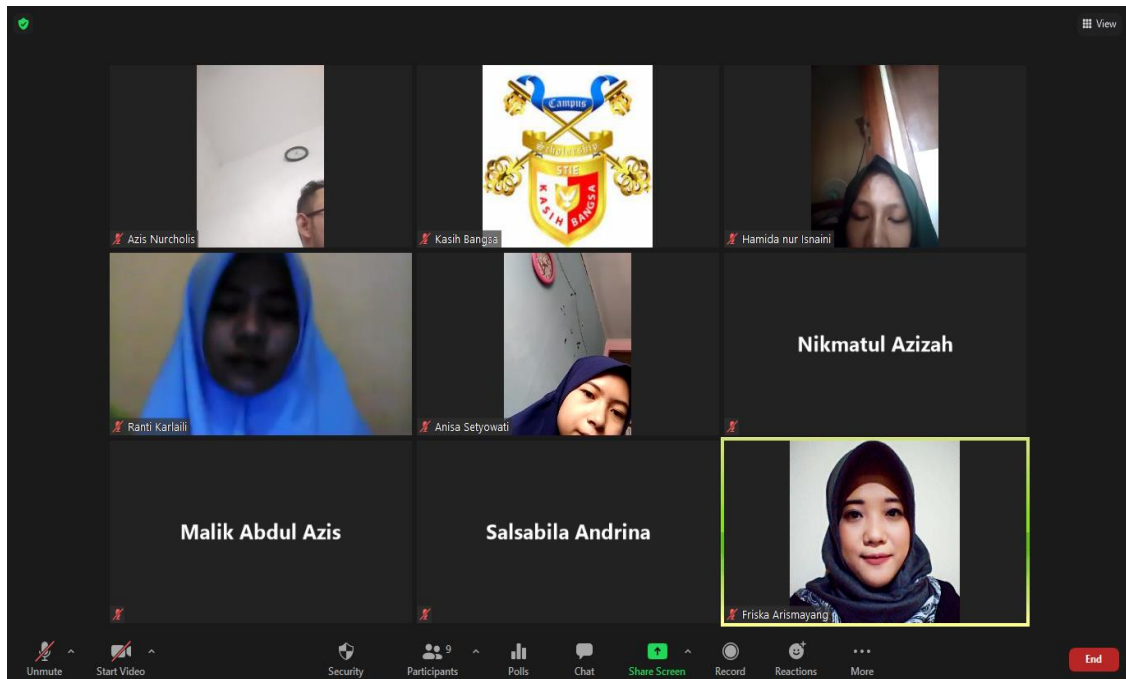 View
Campus
Scholarship
STIE
KASIH BANGSA
Azis Nurcholis
Kasih Bangsa
Hamida nur Isnaini
Ranti Karlaili
Anisa Setyowati
Nikmatul Azizah
Malik Abdul Azis
Salsabila Andrina
Friska Arismayang
Unmute
Start Video
Security
9
Participants
Polls
Chat
Share Screen
Record
Reactions
More
End